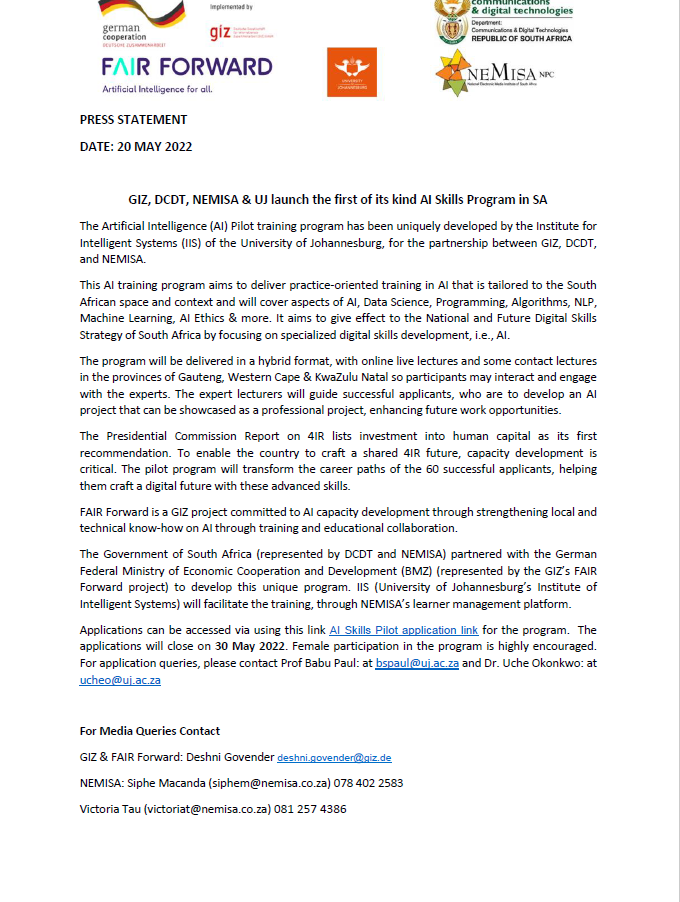 Implemented by
communications
& digital technologies
german
cooperation
DEUTSCHE ZUSAMMENARBEIT
giz
Department:
Communications & Digital Technologies
REPUBLIC OF SOUTH AFRICA
FAIR FORWARD
Artificial Intelligence for all.
UNIVERSITY
JOHANNESBURG
NEMISA NPC
National Electronic Media Institute of South Africa
PRESS STATEMENT
DATE: 20 MAY 2022
GIZ, DCDT, NEMISA & UJ launch the first of its kind AI Skills Program in SA
The Artificial Intelligence (AI) Pilot training program has been uniquely developed by the Institute for
Intelligent Systems (IIS) of the University of Johannesburg, for the partnership between GIZ, DCDT,
and NEMISA.
This AI training program aims to deliver practice-oriented training in AI that is tailored to the South
African space and context and will cover aspects of AI, Data Science, Programming, Algorithms, NLP,
Machine Learning, AI Ethics & more. It aims to give effect to the National and Future Digital Skills
Strategy of South Africa by focusing on specialized digital skills development, i.e., AI.
The program will be delivered in a hybrid format, with online live lectures and some contact lectures
in the provinces of Gauteng, Western Cape & KwaZulu Natal so participants may interact and engage
with the experts. The expert lecturers will guide successful applicants, who are to develop an AI
project that can be showcased as a professional project, enhancing future work opportunities.
The Presidential Commission Report on 4IR lists investment into human capital as its first
recommendation. To enable the country to craft a shared 4IR future, capacity development is
critical. The pilot program will transform the career paths of the 60 successful applicants, helping
them craft a digital future with these advanced skills.
FAIR Forward is a GIZ project committed to AI capacity development through strengthening local and
technical know-how on AI through training and educational collaboration.
The Government of South Africa (represented by DCDT and NEMISA) partnered with the German
Federal Ministry of Economic Cooperation and Development (BMZ) (represented by the GIZ's FAIR
Forward project) to develop this unique program. IIS (University of Johannesburg's Institute of
Intelligent Systems) will facilitate the training, through NEMISA's learner management platform.
Applications can be accessed via using this link AI Skills Pilot application link for the program. The
applications will close on 30 May 2022. Female participation in the program is highly encouraged.
For application queries, please contact Prof Babu Paul: at bspaul@uj.ac.za and Dr. Uche Okonkwo: at
ucheo@uj.ac.za
For Media Queries Contact
GIZ & FAIR Forward: Deshni Govender deshni.govender@giz.de
NEMISA: Siphe Macanda (siphem@nemisa.co.za) 078 402 2583
Victoria Tau (victoriat@nemisa.co.za) 081 257 4386